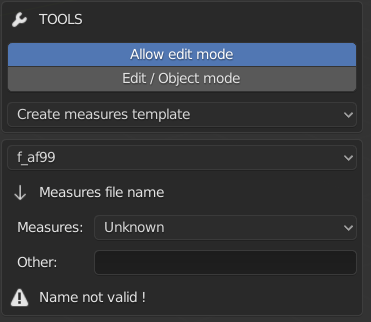 TOOLS
Allow edit mode
Edit / Object mode
Create measures template
f_af99
Measures file name
Measures: Unknown
Other:
Name not valid !